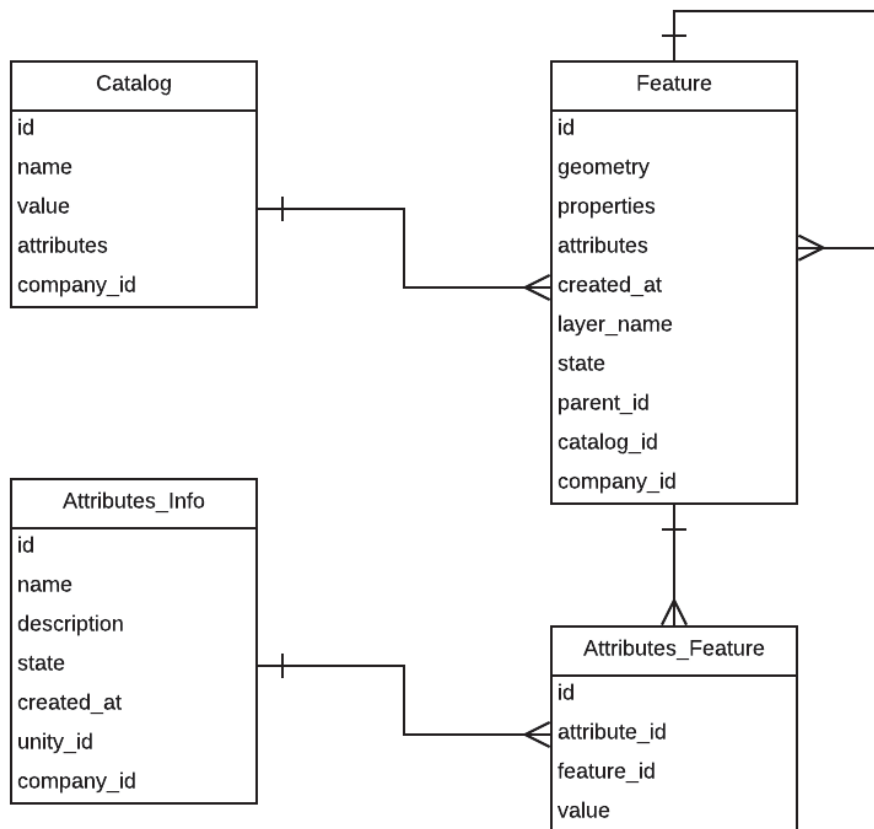 Catalog
id
name
value
attributes
company_id
Feature
id
geometry
properties
attributes
created_at
layer_name
state
parent_id
catalog_id
company_id
Attributes_Info
id
name
description
state
created_at
unity_id
company_id
Attributes_Feature
id
attribute_id
feature_id
value